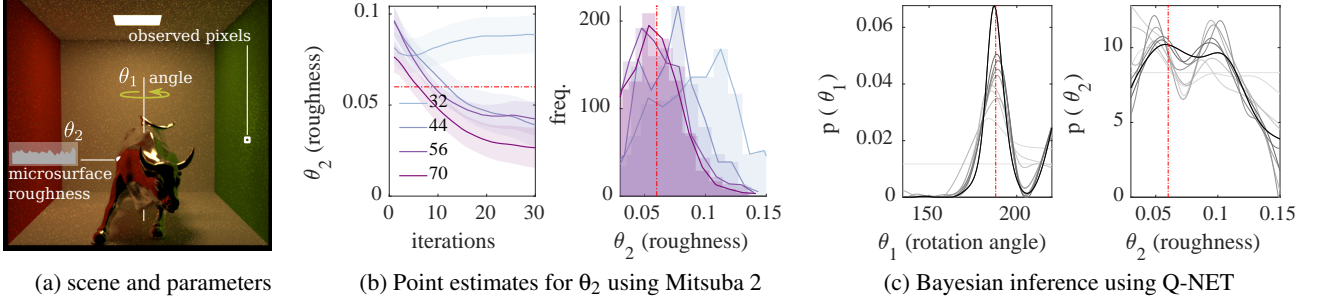 observed pixels
θ1 angle
θ2
microsurface
roughness
(a) scene and parameters
0.1
0.05
0
θ2 (roughness)
32
44
56
70
0 10 20 30
iterations
200
100
0
freq.
0.05 0.1 0.15
θ2 (roughness)
(b) Point estimates for θ2 using Mitsuba 2
0.06
0.04
0.02
0
p ( θ1)
150 200
θ1 (rotation angle)
10
5
0
p ( θ2)
0.05 0.1 0.15
θ2 (roughness)
(c) Bayesian inference using Q-NET